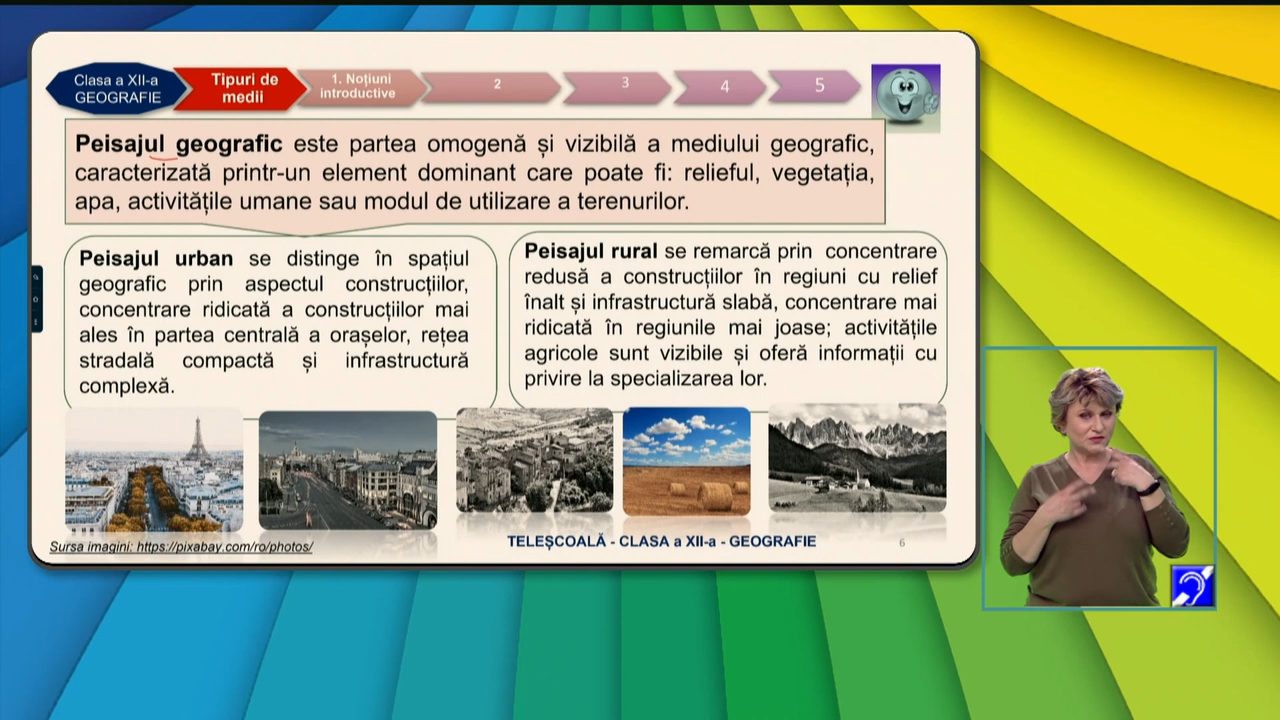 Clasa a XII-a
GEOGRAFIE
Tipuri de
medii
1. Noțiuni
introductive
2
3
4
5
Peisajul geografic este partea omogenă și vizibilă a mediului geografic,
caracterizată printr-un element dominant care poate fi: relieful, vegetația,
apa, activitățile umane sau modul de utilizare a terenurilor.
Peisajul urban se distinge în spațiul
geografic prin aspectul construcțiilor,
concentrare ridicată a construcțiilor mai
ales în partea centrală a orașelor, rețea
stradală compactă și infrastructură
complexă.
Peisajul rural se remarcă prin concentrare
redusă a construcțiilor în regiuni cu relief
înalt și infrastructură slabă, concentrare mai
ridicată în regiunile mai joase; activitățile
agricole sunt vizibile și oferă informații cu
privire la specializarea lor.
Sursa imagini: https://pixabay.com/ro/photos/
TELEȘCOALĂ - CLASA a XII-a - GEOGRAFIE
6